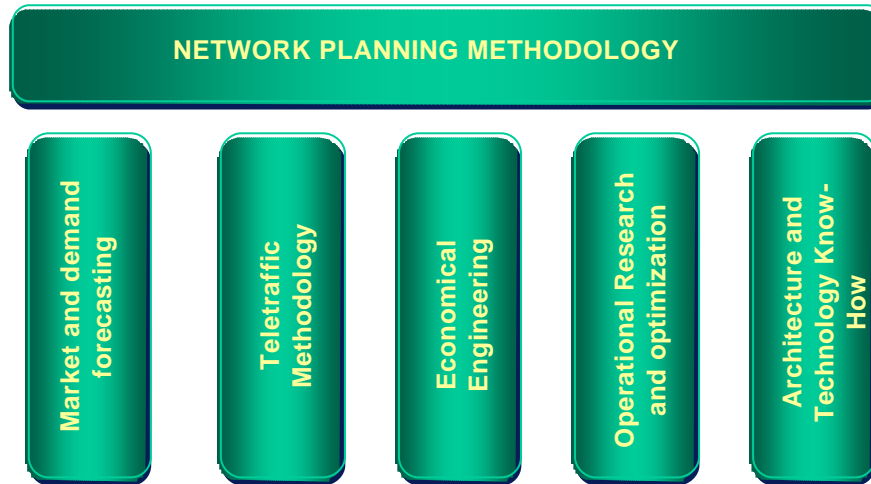 NETWORK PLANNING METHODOLOGY
Market and demand
forecasting
Teletraffic
Methodology
Economical
Engineering
Operational Research
and optimization
Architecture and
Technology Know-
How